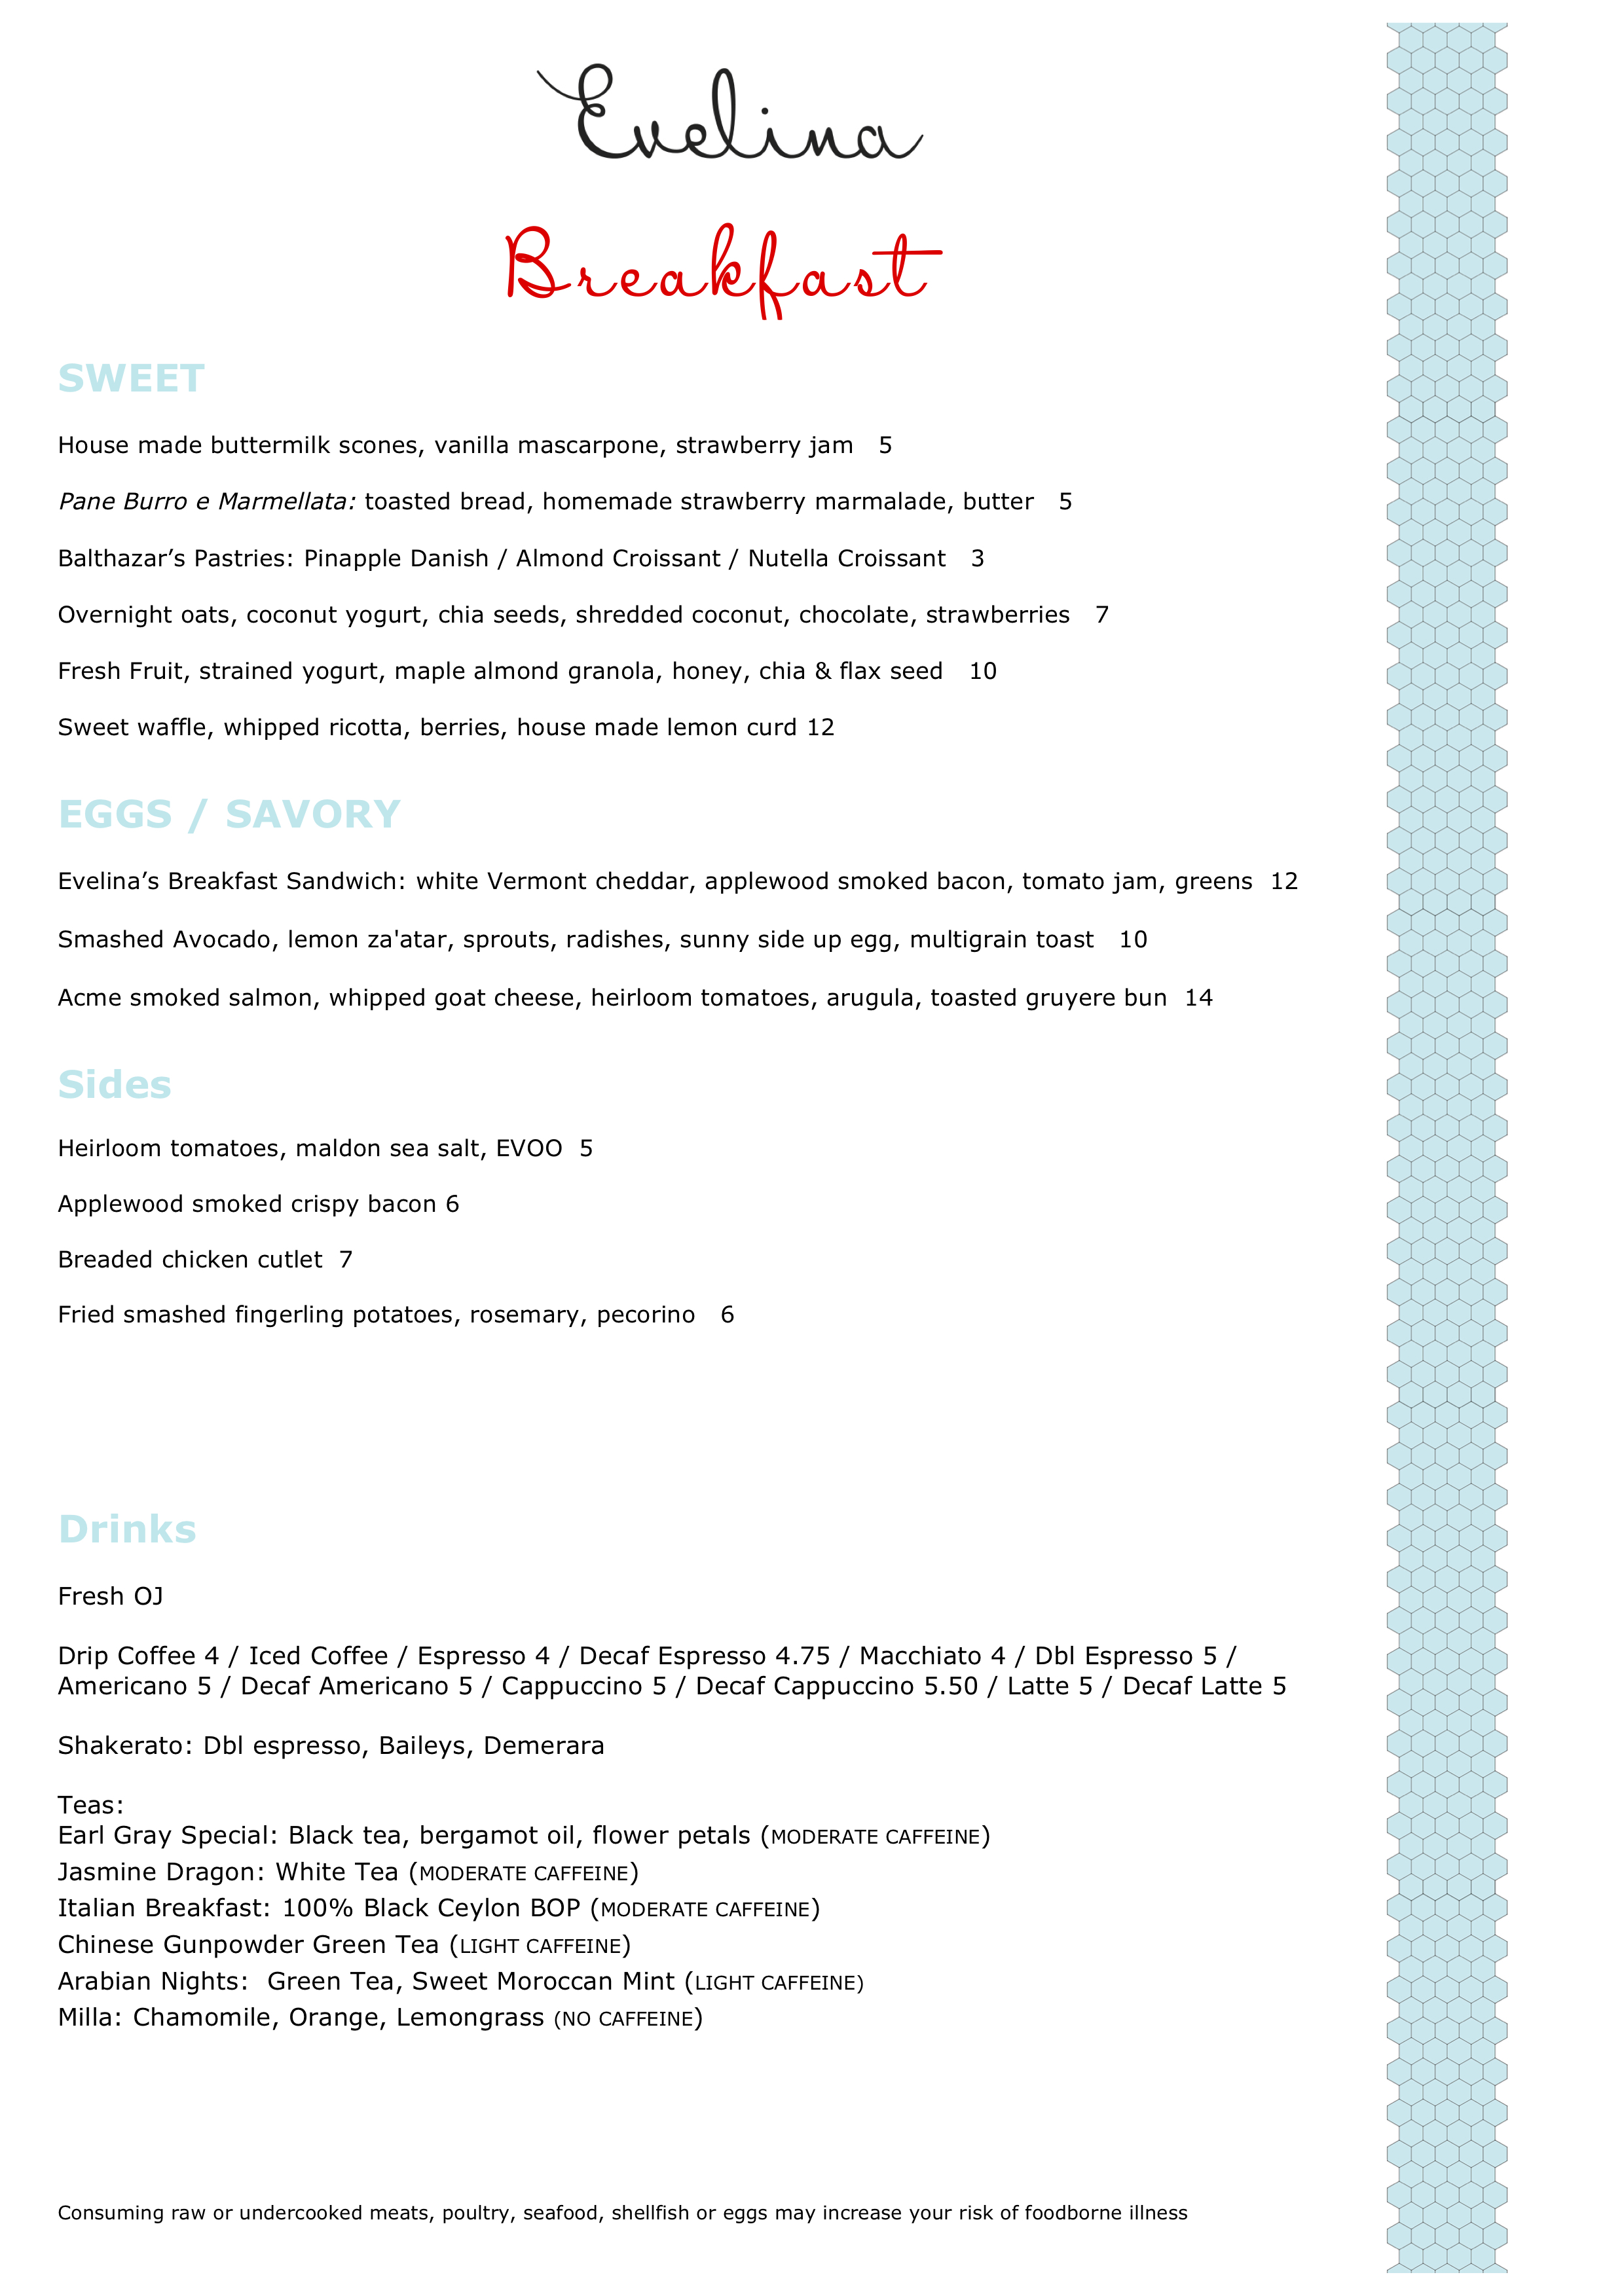 Evelina
Breakfast
SWEET
House made buttermilk scones, vanilla mascarpone, strawberry jam 5
Pane Burro e Marmellata: toasted bread, homemade strawberry marmalade, butter 5
Balthazar’s Pastries: Pinapple Danish / Almond Croissant / Nutella Croissant 3
Overnight oats, coconut yogurt, chia seeds, shredded coconut, chocolate, strawberries 7
Fresh Fruit, strained yogurt, maple almond granola, honey, chia & flax seed 10
Sweet waffle, whipped ricotta, berries, house made lemon curd 12
EGGS / SAVORY
Evelina’s Breakfast Sandwich: white Vermont cheddar, applewood smoked bacon, tomato jam, greens 12
Smashed Avocado, lemon za'atar, sprouts, radishes, sunny side up egg, multigrain toast 10
Acme smoked salmon, whipped goat cheese, heirloom tomatoes, arugula, toasted gruyere bun 14
Sides
Heirloom tomatoes, maldon sea salt, EVOO 5
Applewood smoked crispy bacon 6
Breaded chicken cutlet 7
Fried smashed fingerling potatoes, rosemary, pecorino 6
Drinks
Fresh OJ
Drip Coffee 4 / Iced Coffee / Espresso 4 / Decaf Espresso 4.75 / Macchiato 4 / Dbl Espresso 5 /
Americano 5 / Decaf Americano 5 / Cappuccino 5 / Decaf Cappuccino 5.50 / Latte 5 / Decaf Latte 5
Shakerato: Dbl espresso, Baileys, Demerara
Teas:
Earl Gray Special: Black tea, bergamot oil, flower petals (MODERATE CAFFEINE)
Jasmine Dragon: White Tea (MODERATE CAFFEINE)
Italian Breakfast: 100% Black Ceylon BOP (MODERATE CAFFEINE)
Chinese Gunpowder Green Tea (LIGHT CAFFEINE)
Arabian Nights: Green Tea, Sweet Moroccan Mint (LIGHT CAFFEINE)
Milla: Chamomile, Orange, Lemongrass (NO CAFFEINE)
Consuming raw or undercooked meats, poultry, seafood, shellfish or eggs may increase your risk of foodborne illness